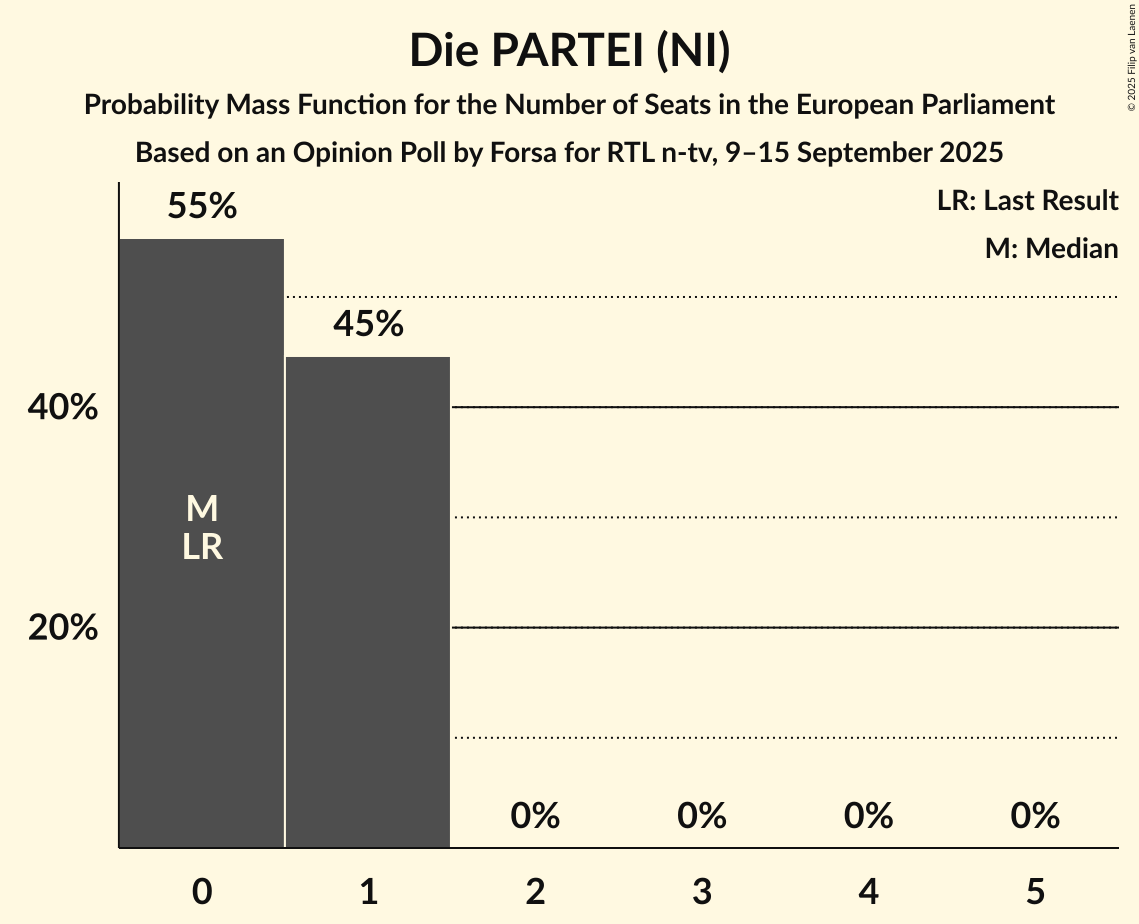 Die PARTEI (NI)
Probability Mass Function for the Number of Seats in the European Parliament
Based on an Opinion Poll by Forsa for RTL n-tv, 9–15 September 2025
© 2025 Filip van Laenen
LR: Last Result
M: Median
55%
45%
40%
20%
M
LR
0%
0%
0%
0%
0
1
2
3
4
5